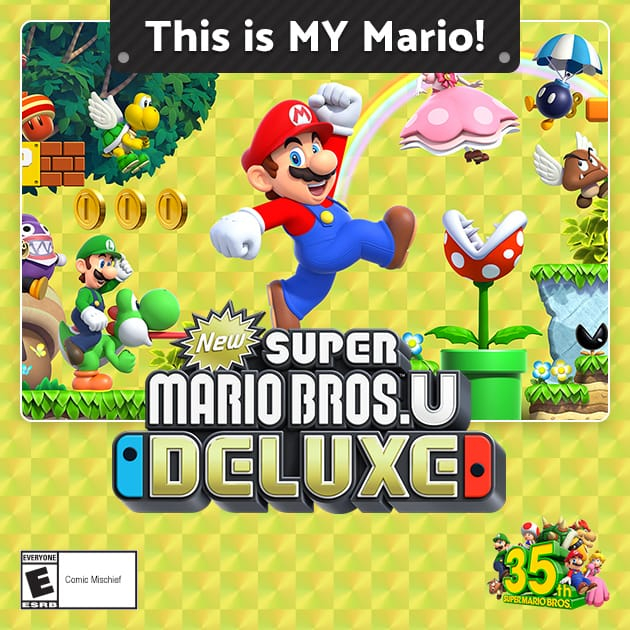 This is MY Mario!
M
L
New SUPER
MARIO BROS.U
DELUXE
EVERYONE
E
ESRB
Comic Mischief
35th
SUPER MARIO BROS.